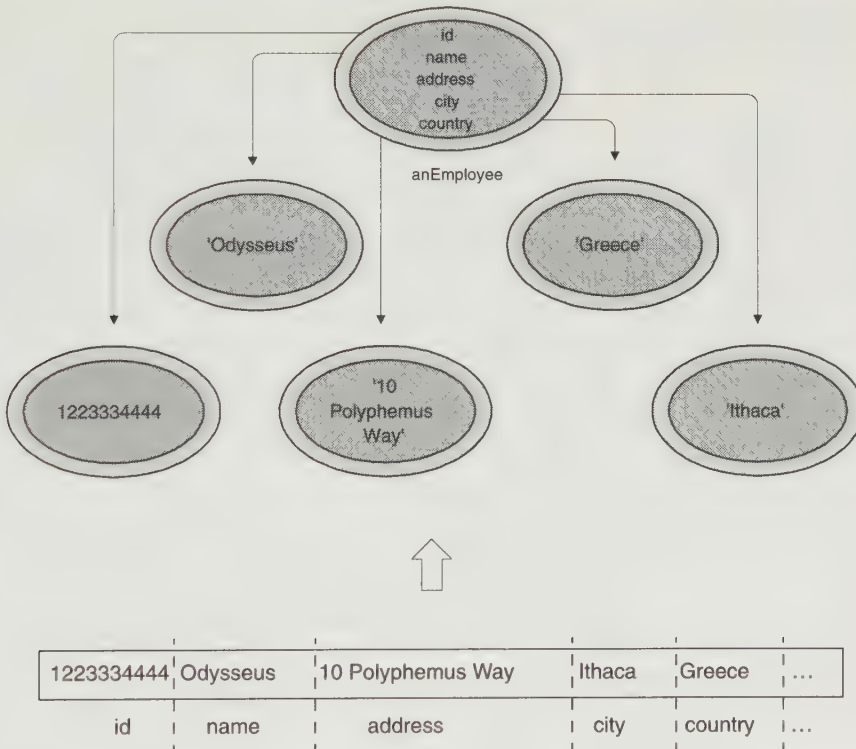 id
name
address
city
country
anEmployee
'Odysseus'
'Greece'
1223334444
'10
Polyphemus
Way'
'Ithaca'
1223334444 Odysseus 10 Polyphemus Way Ithaca Greece ...
id name address city country ...